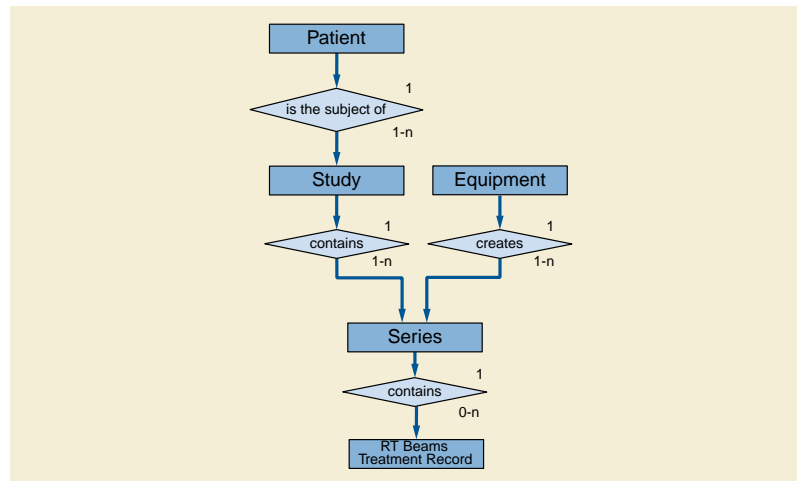 Patient
1
is the subject of
1-n
Study
Equipment
1
1
contains
creates
1-n
1-n
Series
1
contains
0-n
RT Beams
Treatment Record